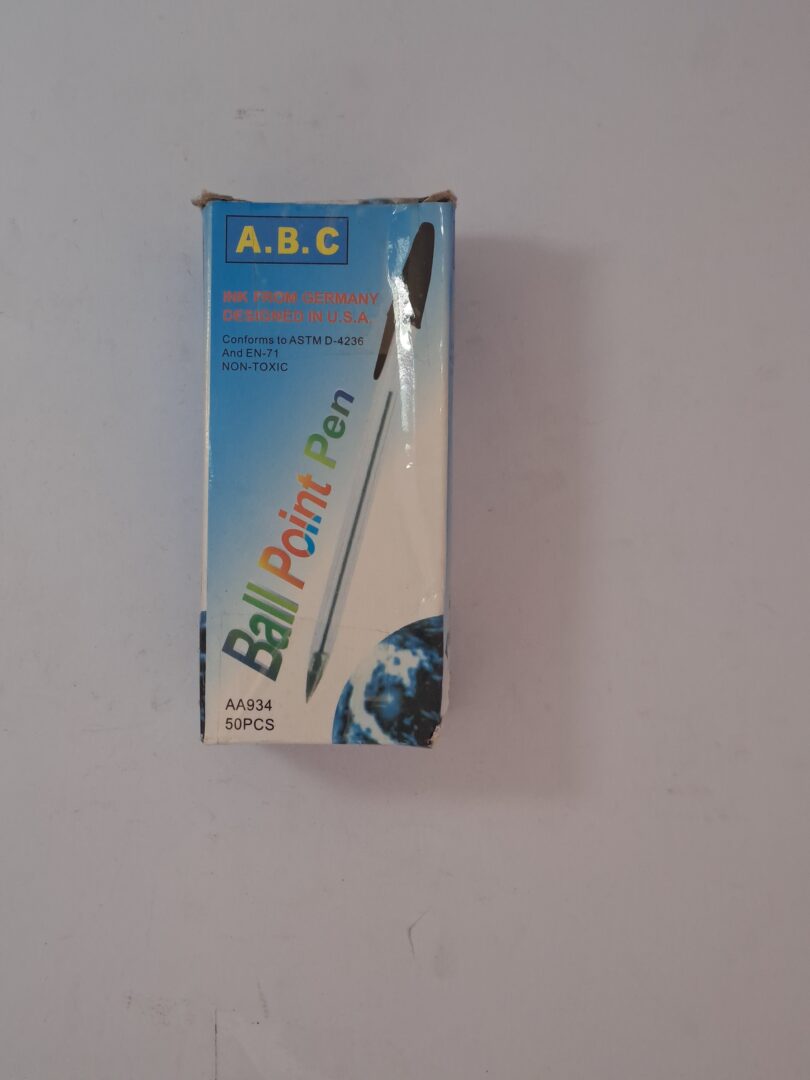 A.B.C
INK FROM GERMANY
DESIGNED IN U.S.A.
Conforms to ASTM D-4236
And EN-71
NON-TOXIC
Ball Point Pen
AA934
50PCS